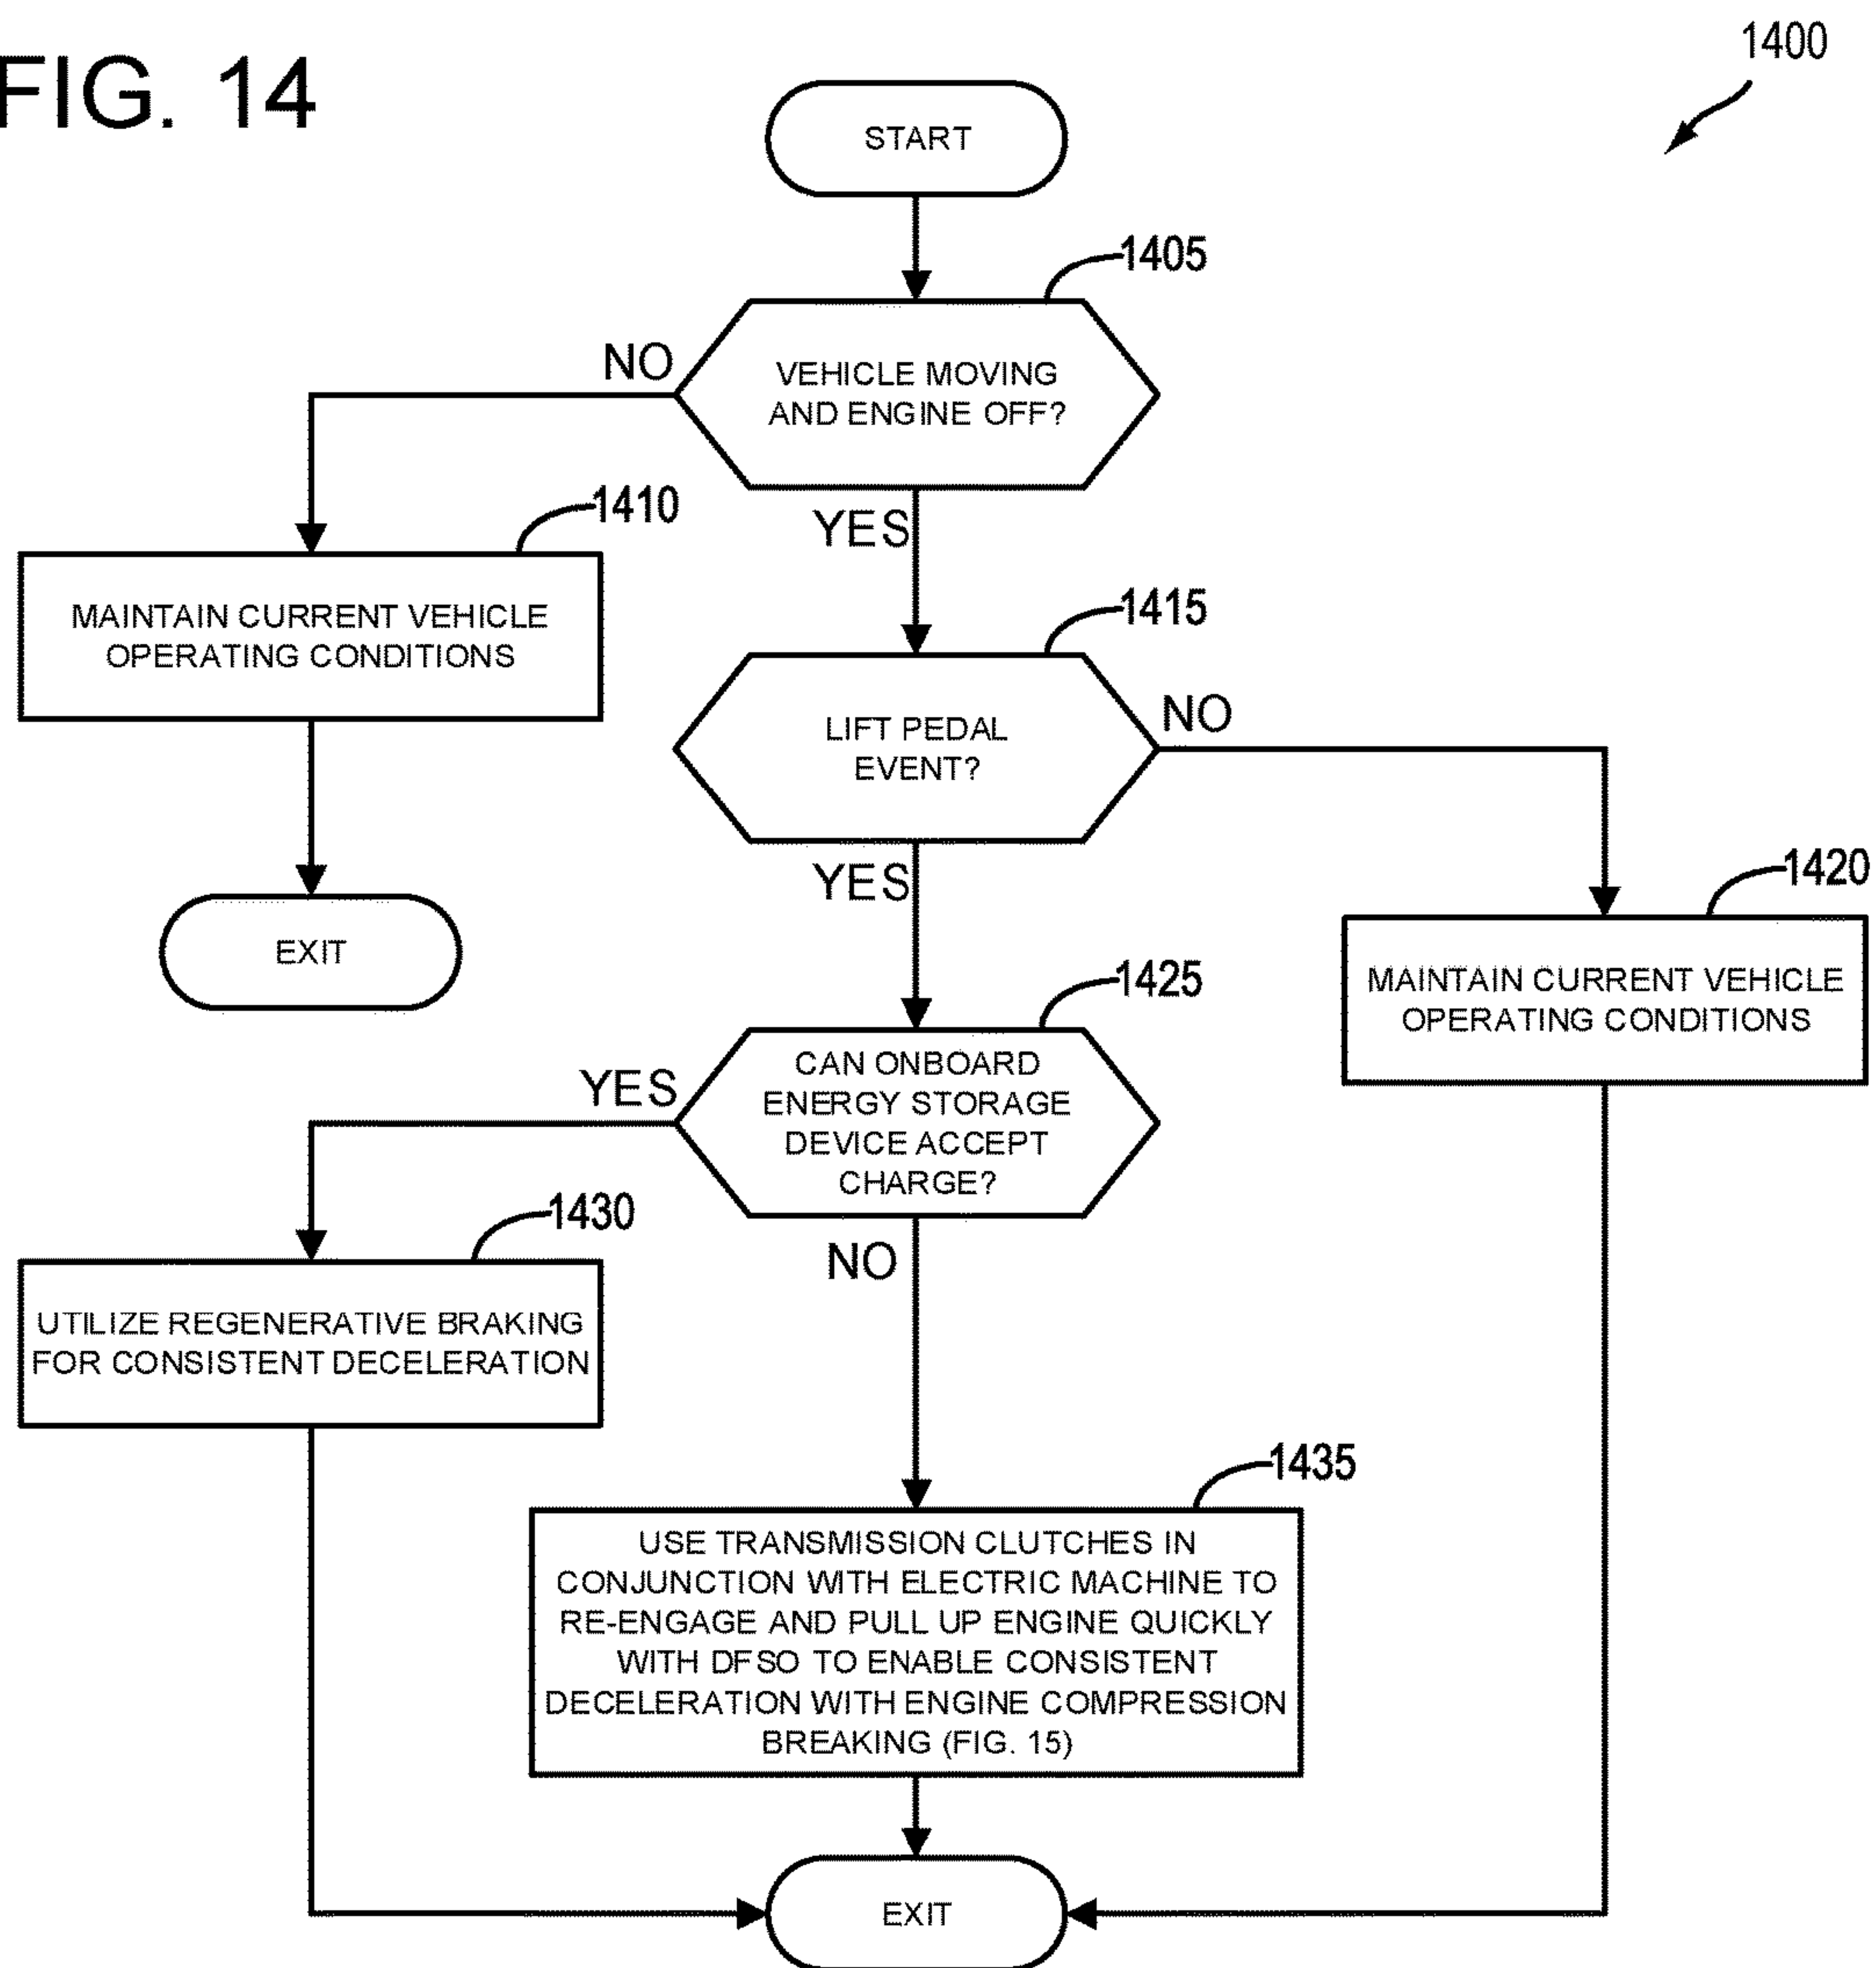 FIG. 14
1400
START
1405
VEHICLE MOVING
AND ENGINE OFF?
NO
YES
1410
MAINTAIN CURRENT VEHICLE
OPERATING CONDITIONS
EXIT
1415
LIFT PEDAL
EVENT?
NO
YES
1420
MAINTAIN CURRENT VEHICLE
OPERATING CONDITIONS
1425
CAN ONBOARD
ENERGY STORAGE
DEVICE ACCEPT
CHARGE?
YES
NO
1430
UTILIZE REGENERATIVE BRAKING
FOR CONSISTENT DECELERATION
1435
USE TRANSMISSION CLUTCHES IN
CONJUNCTION WITH ELECTRIC MACHINE TO
RE-ENGAGE AND PULL UP ENGINE QUICKLY
WITH DFSO TO ENABLE CONSISTENT
DECELERATION WITH ENGINE COMPRESSION
BREAKING (FIG. 15)
EXIT